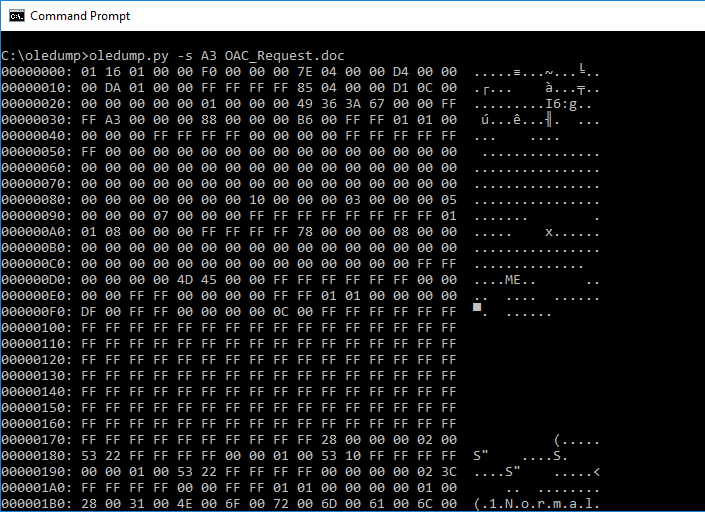 Command Prompt
C:\oledump>oledump.py -s A3 OAC_Request.doc
00000000: 01 16 01 00 00 F0 00 00 00 7E 04 00 00 D4 00 00 .....≡...~...╘..
00000010: 00 DA 01 00 00 FF FF FF FF 85 04 00 00 D1 0C 00 .┌...    à...╤..
00000020: 00 00 00 00 00 00 01 00 00 00 49 36 3A 67 00 00 FF ..........I6:g..
00000030: FF A3 00 00 00 88 00 00 00 B6 00 FF FF 01 01 00 ú...ê...╢.  ...
00000040: 00 00 00 FF FF FF FF 00 00 00 00 FF FF FF FF 00 ...    ....
00000050: FF 00 00 00 00 00 00 00 00 00 00 00 00 00 00 00 ...............
00000060: 00 00 00 00 00 00 00 00 00 00 00 00 00 00 00 00 ................
00000070: 00 00 00 00 00 00 00 00 00 00 00 00 00 00 00 00 ................
00000080: 00 00 00 00 00 00 00 10 00 00 00 03 00 00 00 05 ................
00000090: 00 00 00 07 00 00 00 FF FF FF FF FF FF FF FF 01 .......        .
000000A0: 01 08 00 00 00 FF FF FF FF 78 00 00 00 08 00 00 .....    x......
000000B0: 00 00 00 00 00 00 00 00 00 00 00 00 00 00 00 00 ................
000000C0: 00 00 00 00 00 00 00 00 00 00 00 00 00 00 FF FF ..............
000000D0: 00 00 00 00 4D 45 00 00 FF FF FF FF FF FF 00 00 ....ME..      ..
000000E0: 00 00 FF FF 00 00 00 00 FF FF 01 01 00 00 00 00 ..  ....  ......
000000F0: DF 00 FF FF 00 00 00 00 0C 00 FF FF FF FF FF FF ▀.  ......
00000100: FF FF FF FF FF FF FF FF FF FF FF FF FF FF FF FF
00000110: FF FF FF FF FF FF FF FF FF FF FF FF FF FF FF FF
00000120: FF FF FF FF FF FF FF FF FF FF FF FF FF FF FF FF
00000130: FF FF FF FF FF FF FF FF FF FF FF FF FF FF FF FF
00000140: FF FF FF FF FF FF FF FF FF FF FF FF FF FF FF FF
00000150: FF FF FF FF FF FF FF FF FF FF FF FF FF FF FF FF
00000160: FF FF FF FF FF FF FF FF FF FF FF FF FF FF FF FF
00000170: FF FF FF FF FF FF FF FF FF FF 28 00 00 00 02 00 (.....
00000180: 53 22 FF FF FF FF 00 00 01 00 53 10 FF FF FF FF S"    ....S.
00000190: 00 00 01 00 53 22 FF FF FF FF 00 00 00 00 02 3C ....S"    .....<
000001A0: FF FF FF FF 00 00 FF FF 01 01 00 00 00 00 01 00 ..  ........
000001B0: 28 00 31 00 4E 00 6F 00 72 00 6D 00 61 00 6C 00 (.1.N.o.r.m.a.l.